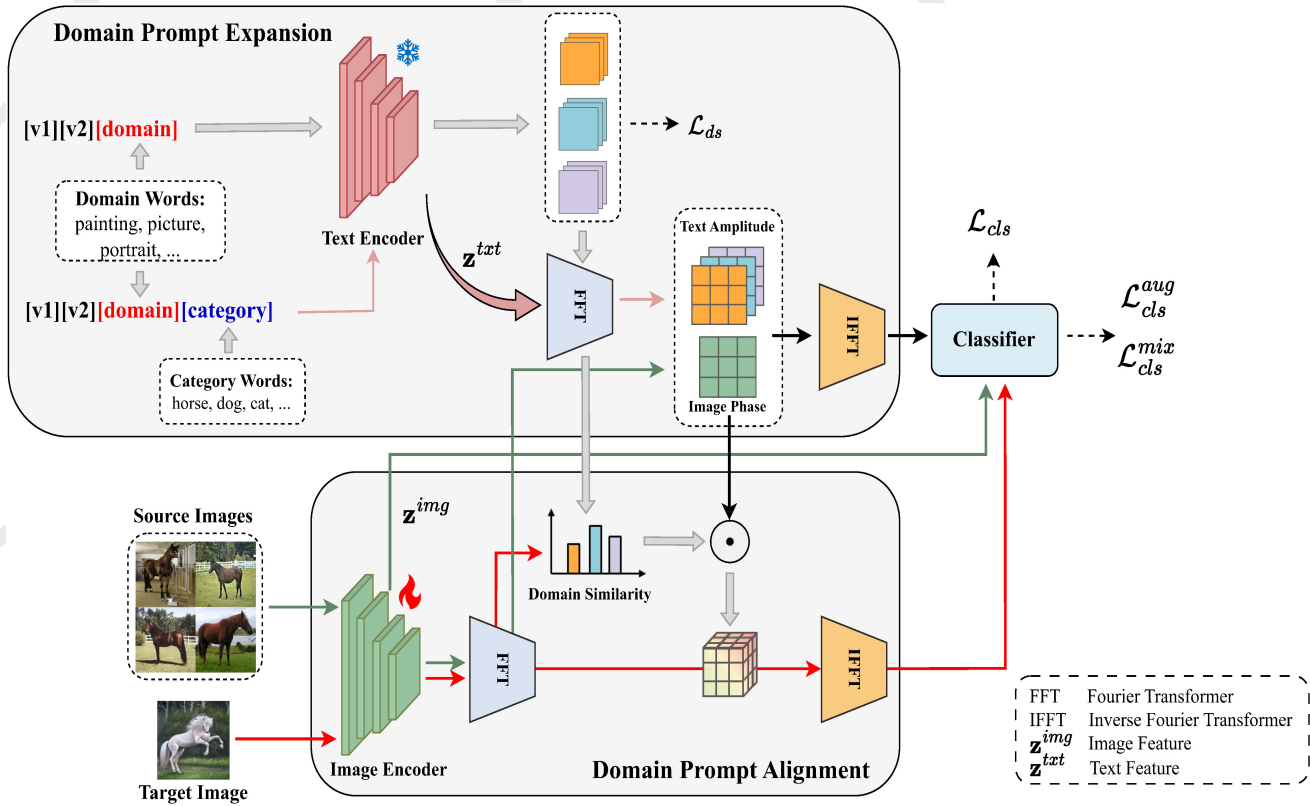 Domain Prompt Expansion
[v1][v2][domain]
Domain Words:
painting, picture,
portrait, ...
[v1][v2][domain][category]
Category Words:
horse, dog, cat, ...
Text Encoder
z^txt
FFT
ℒ_ds
Text Amplitude
Image Phase
IFFT
ℒ_cls
Classifier
ℒ_cls^aug
ℒ_cls^mix
Source Images
Target Image
z^img
Image Encoder
FFT
Domain Similarity
IFFT
Domain Prompt Alignment
FFT Fourier Transformer
IFFT Inverse Fourier Transformer
z^img Image Feature
z^txt Text Feature